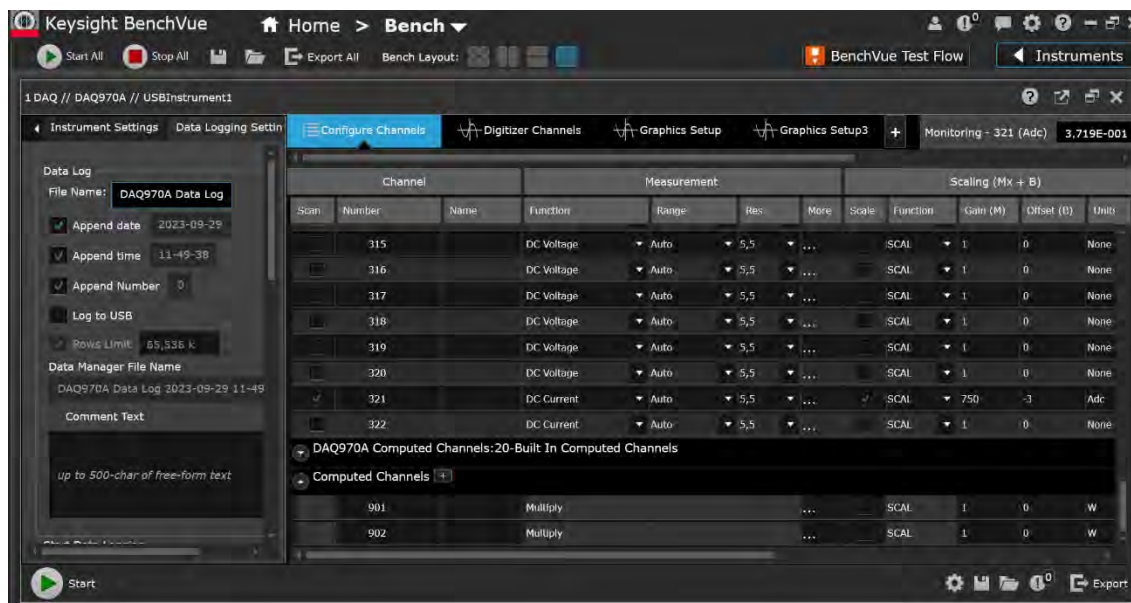 Keysight BenchVue Home > Bench
Start All Stop All Export All Bench Layout: BenchVue Test Flow Instruments
1 DAQ // DAQ970A // USBInstrument1
Instrument Settings Data Logging Settin
Configure Channels Digitizer Channels Graphics Setup Graphics Setup3 + Monitoring - 321 (Adc) 3,719E-001
Data Log
File Name: DAQ970A Data Log
Append date 2023-09-29
Append time 11-49-38
Append Number 0
Log to USB
Rows Limit 65,536 k
Data Manager File Name
DAQ970A Data Log 2023-09-29 11-49
Comment Text
up to 500-char of free-form text
Start
Channel Measurement Scaling (Mx + B)
Scan Number Name Function Range Res More Scale Function Gain (M) Offset (B) Units
315 DC Voltage Auto 5,5 ... SCAL 1 0 None
316 DC Voltage Auto 5,5 ... SCAL 1 0 None
317 DC Voltage Auto 5,5 ... SCAL 1 0 None
318 DC Voltage Auto 5,5 ... SCAL 1 0 None
319 DC Voltage Auto 5,5 ... SCAL 1 0 None
320 DC Voltage Auto 5,5 ... SCAL 1 0 None
321 DC Current Auto 5,5 ... SCAL 750 -3 Adc
322 DC Current Auto 5,5 ... SCAL 1 0 None
DAQ970A Computed Channels:20-Built In Computed Channels
Computed Channels +
901 Multiply ... SCAL 1 0 W
902 Multiply ... SCAL 1 0 W
Export